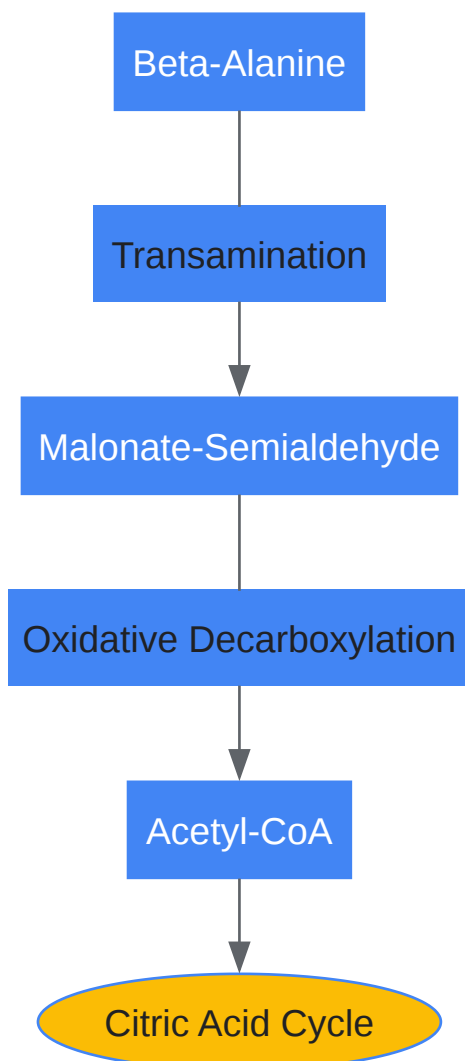 Beta-Alanine
Transamination
Malonate-Semialdehyde
Oxidative Decarboxylation
Acetyl-CoA
Citric Acid Cycle